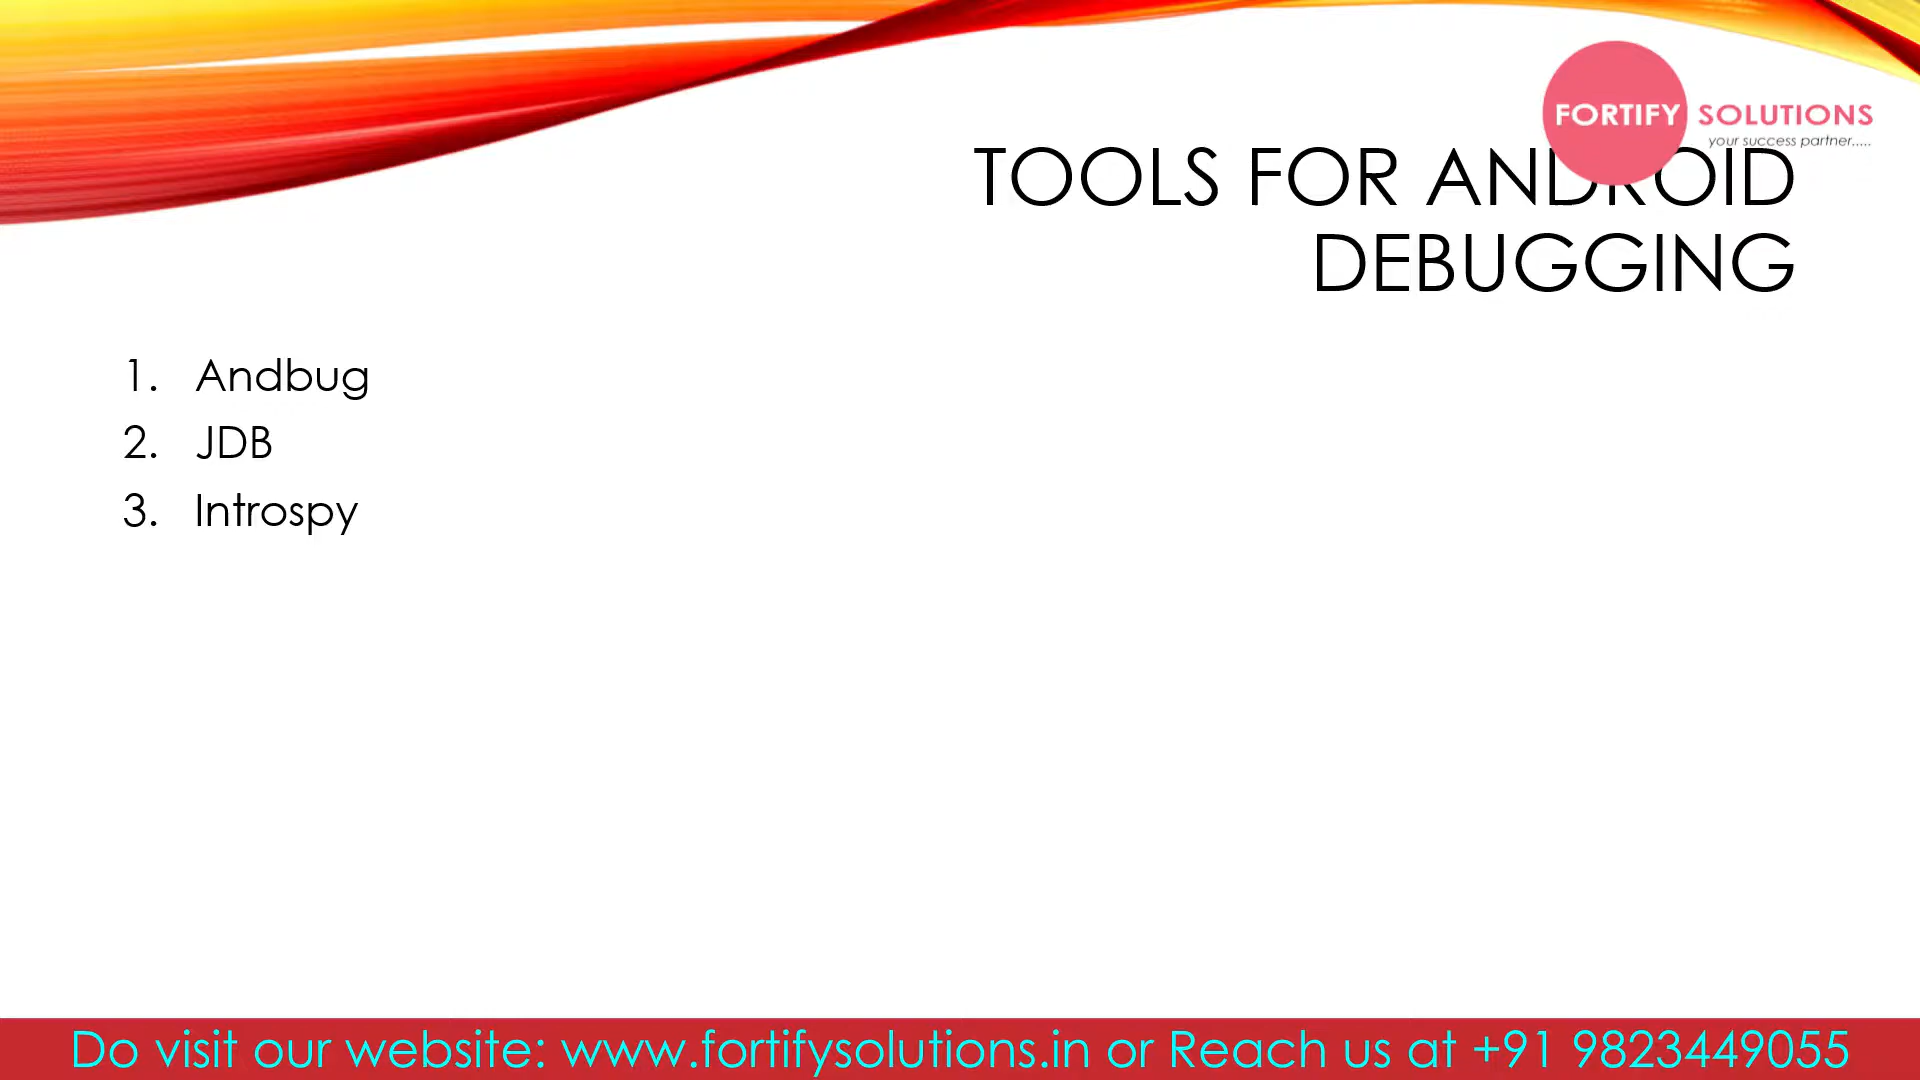 FORTIFY SOLUTIONS
your success partner.....
TOOLS FOR ANDROID
DEBUGGING
1. Andbug
2. JDB
3. Introspy
Do visit our website: www.fortifysolutions.in or Reach us at +91 9823449055